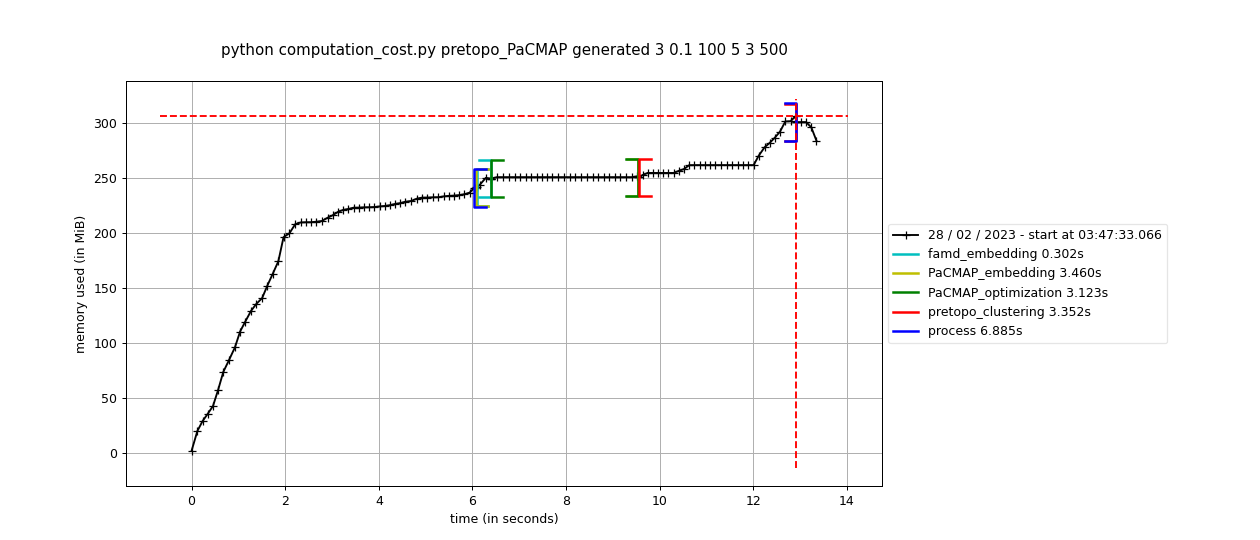 python computation_cost.py pretopo_PaCMAP generated 3 0.1 100 5 3 500
300
250
200
150
100
50
0
memory used (in MiB)
0 2 4 6 8 10 12 14
time (in seconds)
28 / 02 / 2023 - start at 03:47:33.066
famd_embedding 0.302s
PaCMAP_embedding 3.460s
PaCMAP_optimization 3.123s
pretopo_clustering 3.352s
process 6.885s